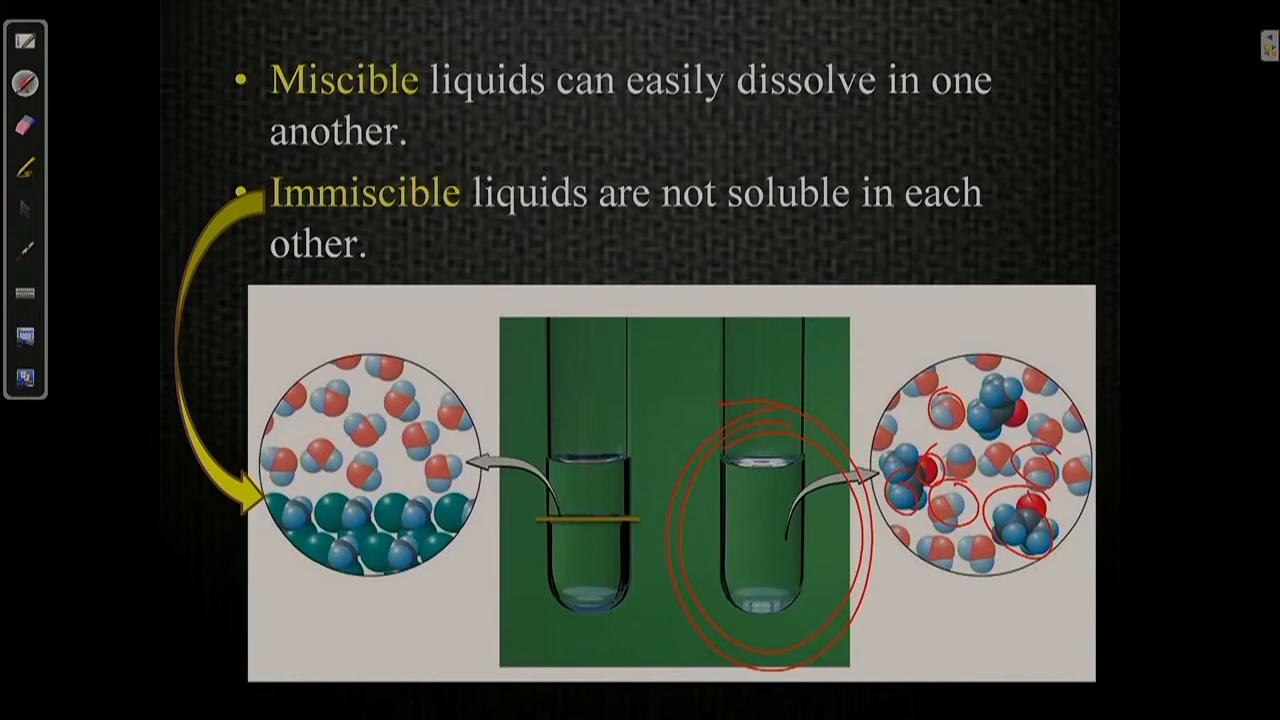 • Miscible liquids can easily dissolve in one
another.
• Immiscible liquids are not soluble in each
other.